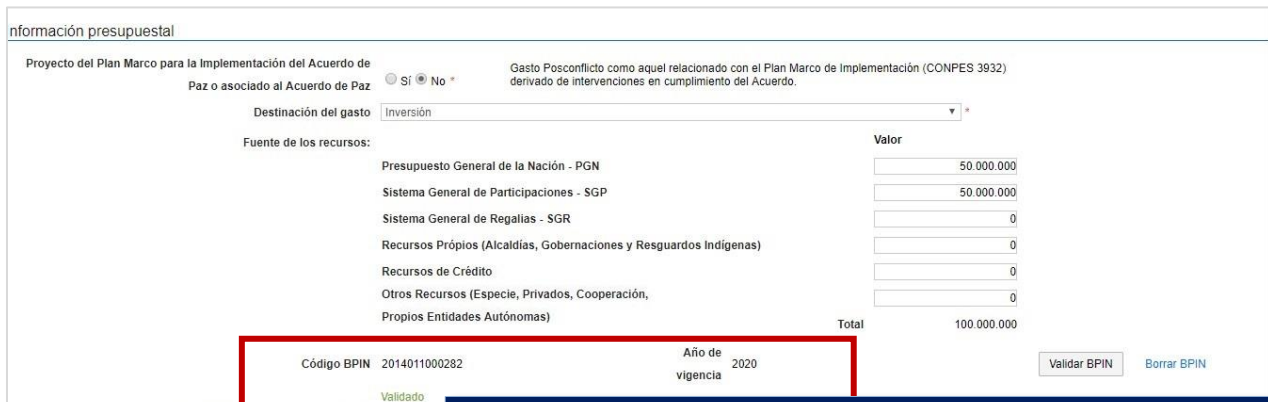 nformación presupuestal
Proyecto del Plan Marco para la Implementación del Acuerdo de
Paz o asociado al Acuerdo de Paz
Sí No *
Gasto Posconflicto como aquel relacionado con el Plan Marco de Implementación (CONPES 3932)
derivado de intervenciones en cumplimiento del Acuerdo.
Destinación del gasto Inversión *
Fuente de los recursos: Valor
Presupuesto General de la Nación - PGN 50.000.000
Sistema General de Participaciones - SGP 50.000.000
Sistema General de Regalias - SGR 0
Recursos Própios (Alcaldías, Gobernaciones y Resguardos Indígenas) 0
Recursos de Crédito 0
Otros Recursos (Especie, Privados, Cooperación, 0
Propios Entidades Autónomas)
Total 100.000.000
Código BPIN 2014011000282
Año de
vigencia
2020
Validar BPIN Borrar BPIN
Validado